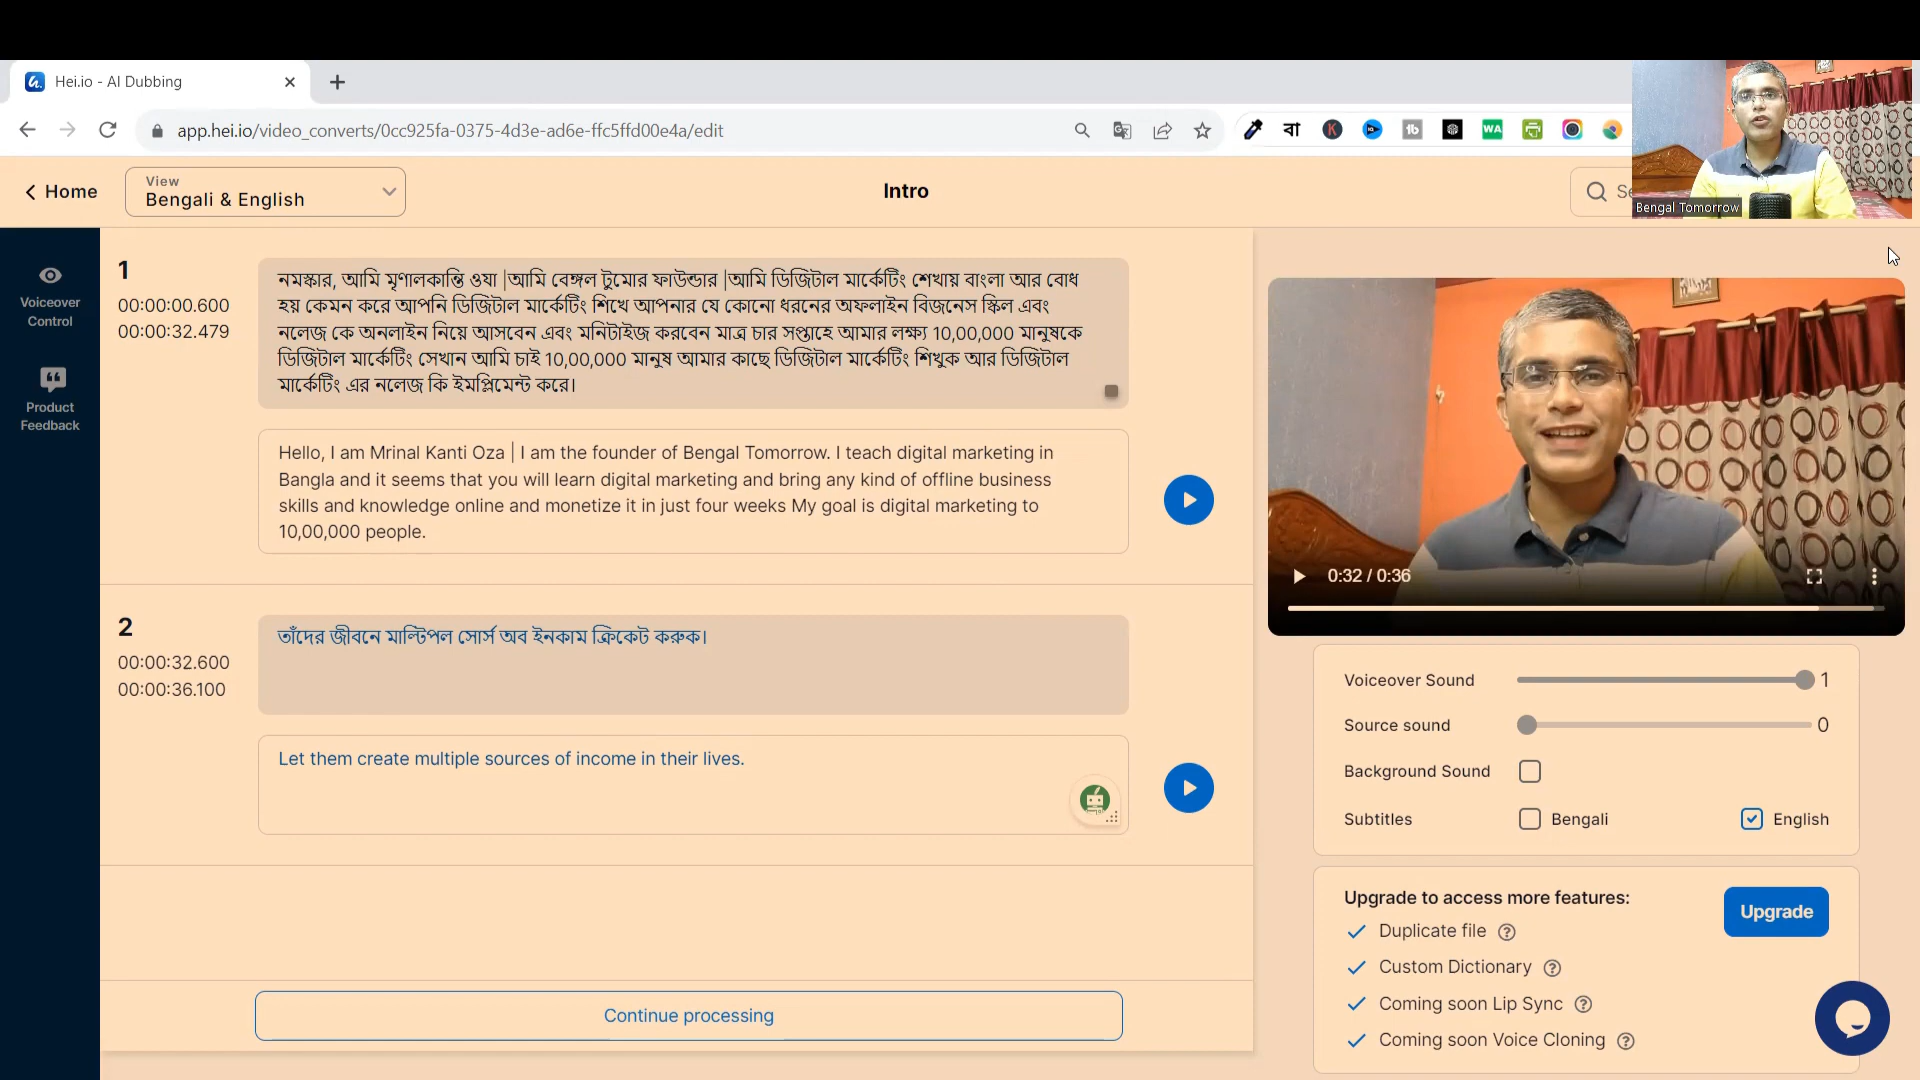 Hei.io - AI Dubbing
app.hei.io/video_converts/0cc925fa-0375-4d3e-ad6e-ffc5ffd00e4a/edit
বা
K
1b
WA
Bengal Tomorrow
Home
View
Bengali & English
Intro
Voiceover
Control
Product
Feedback
1
00:00:00.600
00:00:32.479
নমস্কার, আমি মৃণালকান্তি ওযা |আমি বেঙ্গল টুমোর ফাউন্ডার |আমি ডিজিটাল মার্কেটিং শেখায় বাংলা আর বোধ
হয় কেমন করে আপনি ডিজিটাল মার্কেটিং শিখে আপনার যে কোনো ধরনের অফলাইন বিজনেস স্কিল এবং
নলেজ কে অনলাইন নিয়ে আসবেন এবং মনিটাইজ করবেন মাত্র চার সপ্তাহে আমার লক্ষ্য 10,00,000 মানুষকে
ডিজিটাল মার্কেটিং সেখান আমি চাই 10,00,000 মানুষ আমার কাছে ডিজিটাল মার্কেটিং শিখুক আর ডিজিটাল
মার্কেটিং এর নলেজ কি ইমপ্লিমেন্ট করে।
Hello, I am Mrinal Kanti Oza | I am the founder of Bengal Tomorrow. I teach digital marketing in
Bangla and it seems that you will learn digital marketing and bring any kind of offline business
skills and knowledge online and monetize it in just four weeks My goal is digital marketing to
10,00,000 people.
2
00:00:32.600
00:00:36.100
তাঁদের জীবনে মাল্টিপল সোর্স অব ইনকাম ক্রিকেট করুক।
Let them create multiple sources of income in their lives.
Continue processing
0:32 / 0:36
Voiceover Sound 1
Source sound 0
Background Sound
Subtitles Bengali English
Upgrade to access more features:
Upgrade
Duplicate file
Custom Dictionary
Coming soon Lip Sync
Coming soon Voice Cloning